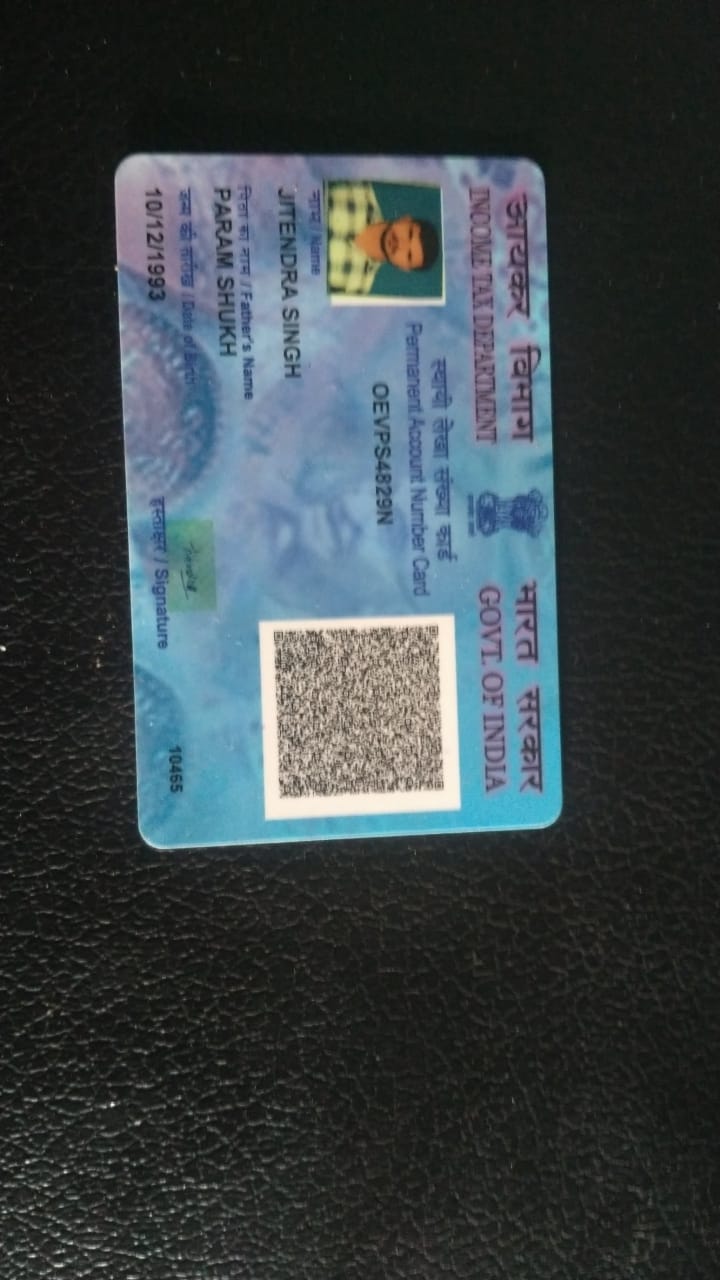 आयकर विभाग
INCOME TAX DEPARTMENT
भारत सरकार
GOVT. OF INDIA
स्थायी लेखा संख्या कार्ड
Permanent Account Number Card
OEVPS4829N
नाम / Name
JITENDRA SINGH
पिता का नाम / Father's Name
PARAM SHUKH
जन्म की तारीख / Date of Birth
10/12/1993
हस्ताक्षर / Signature
10465